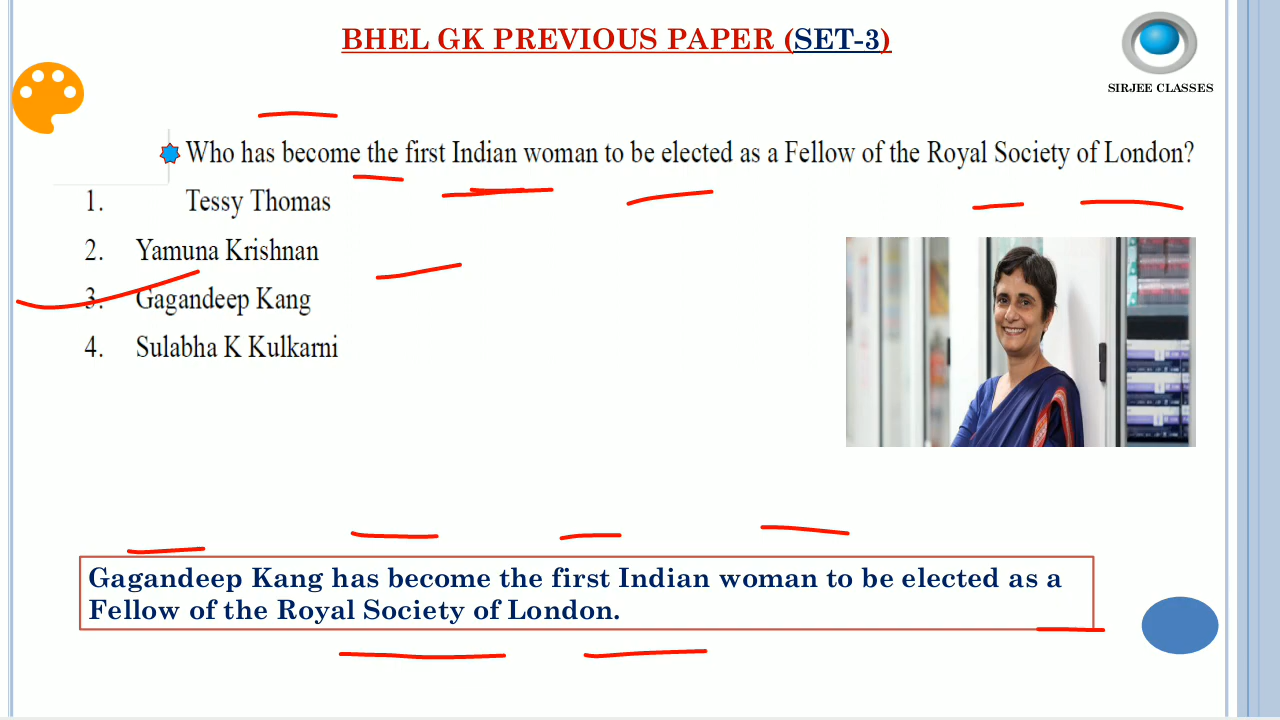 BHEL GK PREVIOUS PAPER (SET-3)
SIRJEE CLASSES
Who has become the first Indian woman to be elected as a Fellow of the Royal Society of London?
1. Tessy Thomas
2. Yamuna Krishnan
3. Gagandeep Kang
4. Sulabha K Kulkarni
Gagandeep Kang has become the first Indian woman to be elected as a
Fellow of the Royal Society of London.